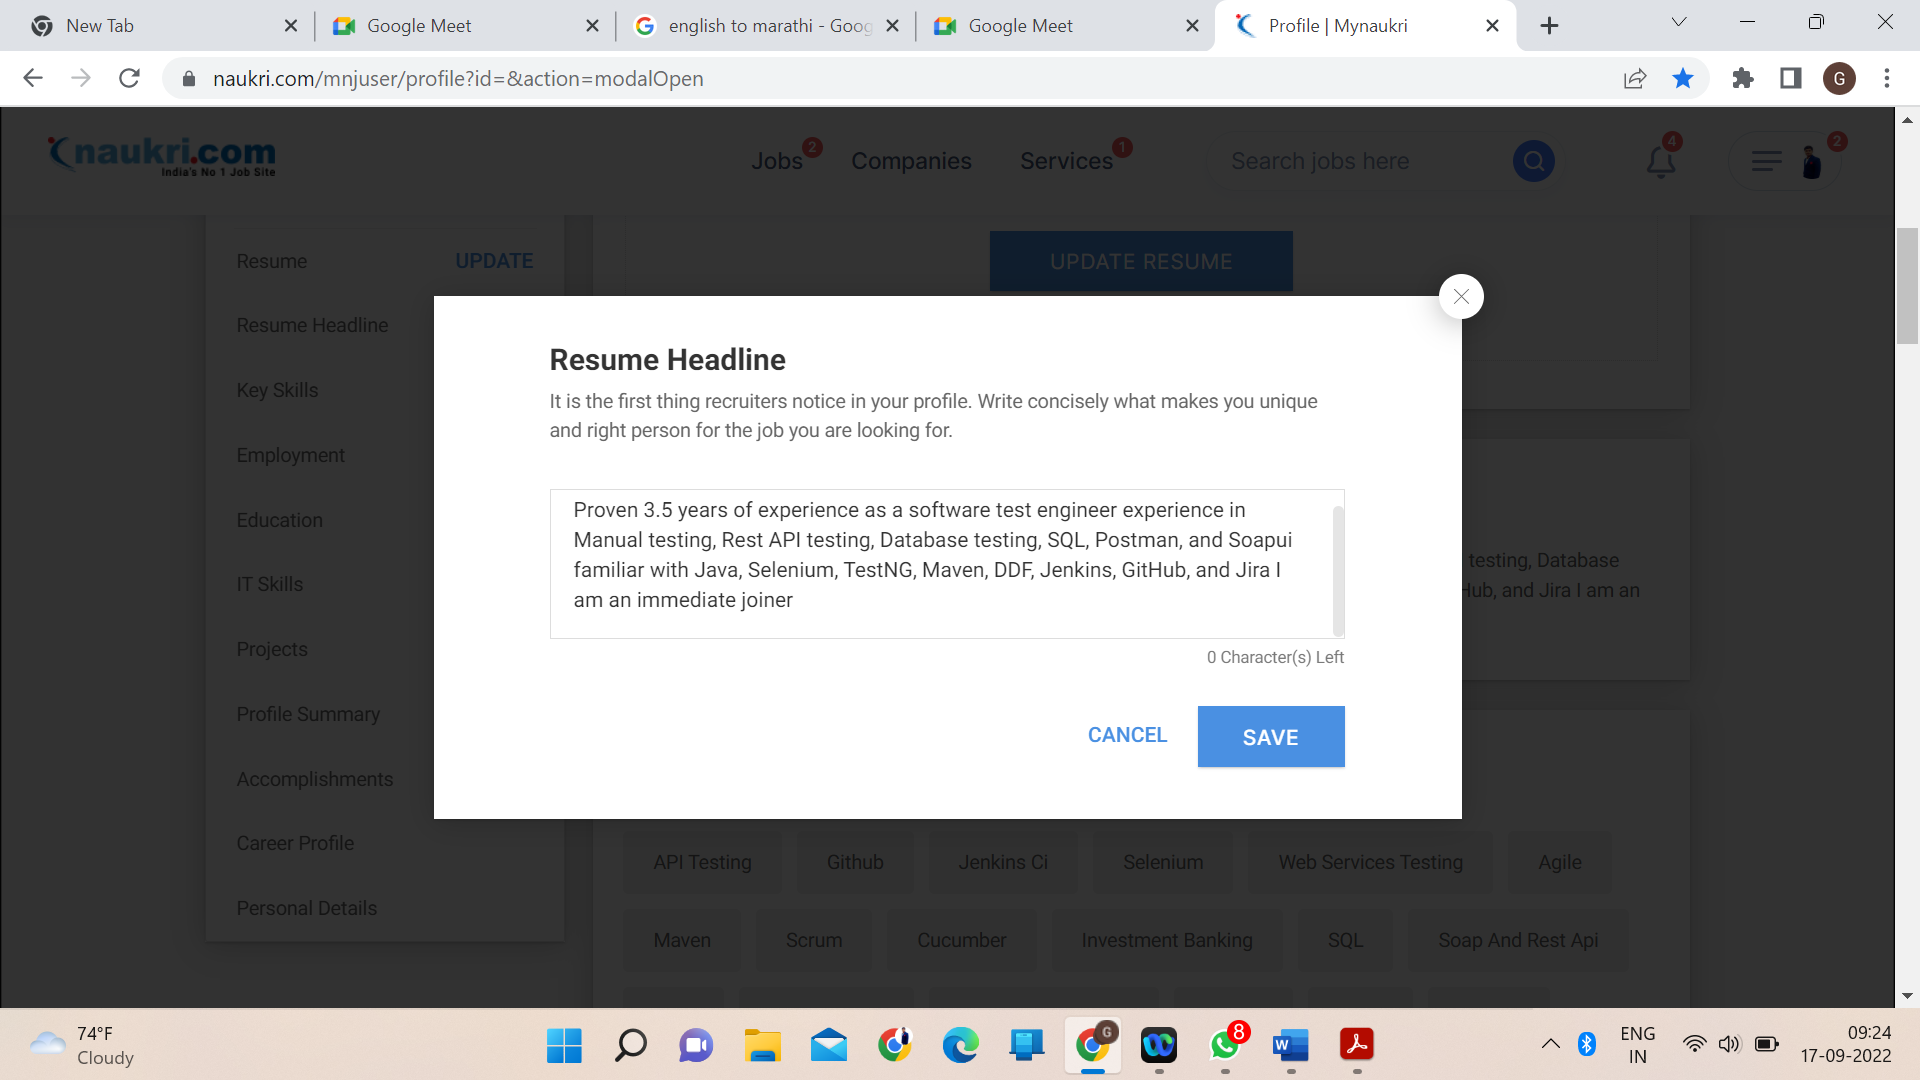 New Tab
Google Meet
english to marathi - Goog
Google Meet
Profile | Mynaukri
naukri.com/mnjuser/profile?id=&action=modalOpen
G
naukri.com
India's No 1 Job Site
Jobs
2
Companies
Services
1
Search jobs here
4
2
Resume
UPDATE
UPDATE RESUME
Resume Headline
Key Skills
Employment
Education
IT Skills
Projects
Profile Summary
Accomplishments
Career Profile
Personal Details
Resume Headline
It is the first thing recruiters notice in your profile. Write concisely what makes you unique
and right person for the job you are looking for.
Proven 3.5 years of experience as a software test engineer experience in
Manual testing, Rest API testing, Database testing, SQL, Postman, and Soapui
familiar with Java, Selenium, TestNG, Maven, DDF, Jenkins, GitHub, and Jira I
am an immediate joiner
0 Character(s) Left
CANCEL
SAVE
testing, Database
Hub, and Jira I am an
API Testing
Github
Jenkins Ci
Selenium
Web Services Testing
Agile
Maven
Scrum
Cucumber
Investment Banking
SQL
Soap And Rest Api
74°F
Cloudy
G
8
ENG
IN
09:24
17-09-2022